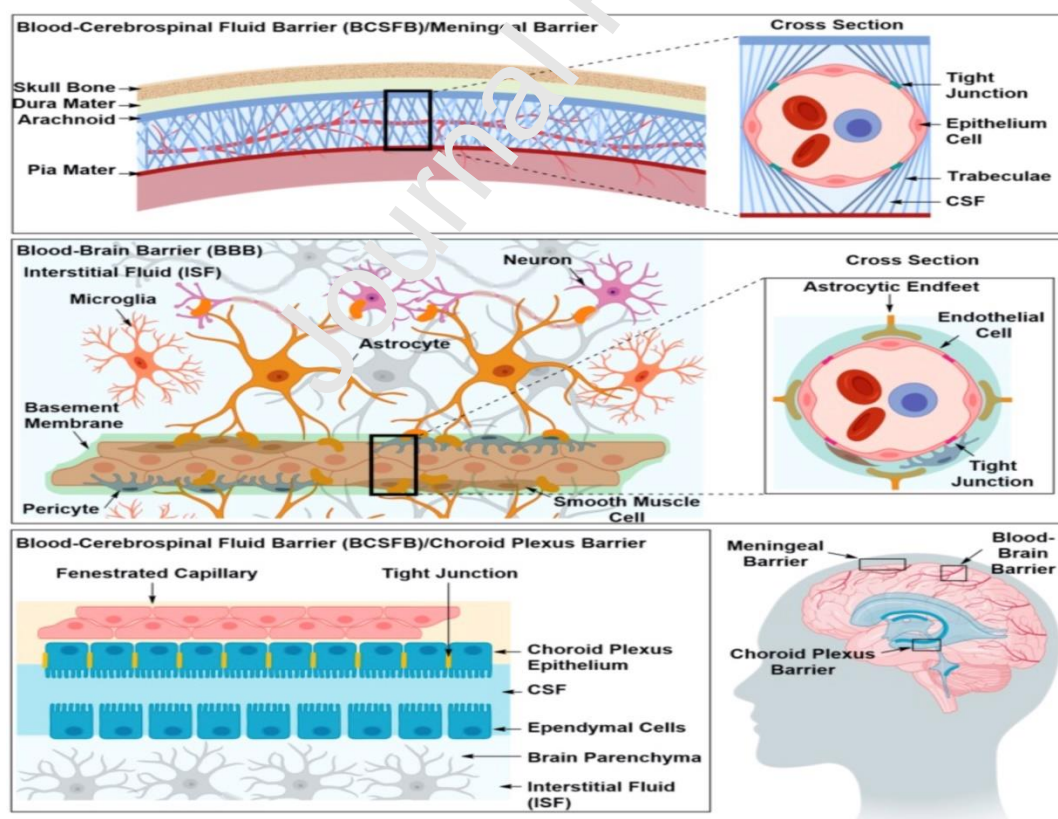 Blood-Cerebrospinal Fluid Barrier (BCSFB)/Meningeal Barrier
Cross Section
Skull Bone
Dura Mater
Arachnoid
Pia Mater
Tight
Junction
Epithelium
Cell
Trabeculae
CSF
Blood-Brain Barrier (BBB)
Interstitial Fluid (ISF)
Microglia
Neuron
Astrocyte
Basement
Membrane
Pericyte
Smooth Muscle
Cell
Cross Section
Astrocytic Endfeet
Endothelial
Cell
Tight
Junction
Blood-Cerebrospinal Fluid Barrier (BCSFB)/Choroid Plexus Barrier
Fenestrated Capillary
Tight Junction
Choroid Plexus
Epithelium
CSF
Ependymal Cells
Brain Parenchyma
Interstitial Fluid
(ISF)
Meningeal
Barrier
Blood-
Brain
Barrier
Choroid Plexus
Barrier
Journal